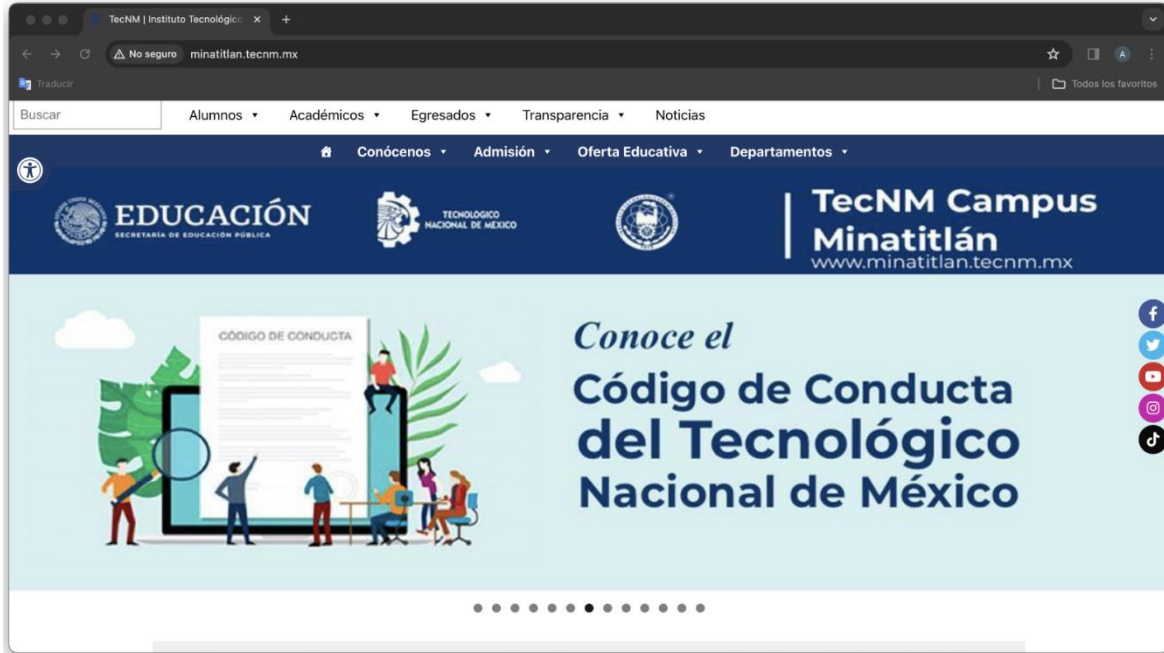 TecNM | Instituto Tecnológico
No seguro minatitlan.tecnm.mx
A
Traducir
Todos los favoritos
Buscar Alumnos Académicos Egresados Transparencia Noticias
Conócenos Admisión Oferta Educativa Departamentos
EDUCACIÓN
SECRETARÍA DE EDUCACIÓN PÚBLICA
TECNOLÓGICO
NACIONAL DE MÉXICO
TecNM Campus
Minatitlán
www.minatitlan.tecnm.mx
CÓDIGO DE CONDUCTA
Conoce el
Código de Conducta
del Tecnológico
Nacional de México